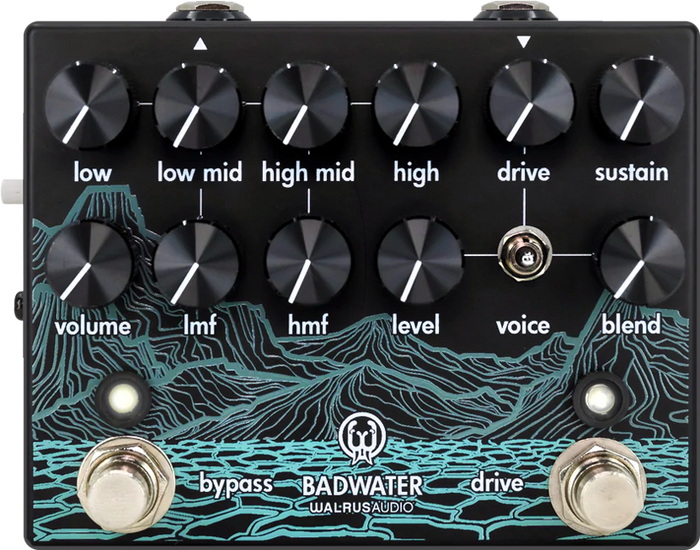 low low mid high mid high drive sustain
volume lmf hmf level voice blend
bypass BADWATER drive
WALRUSAUDIO